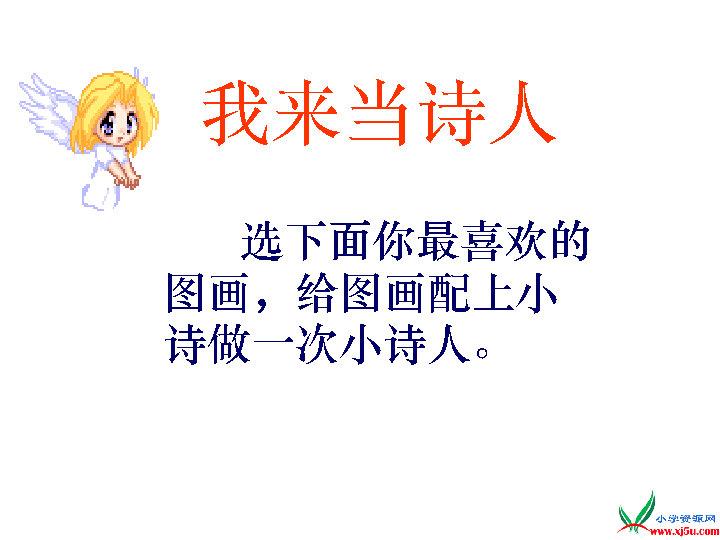 我来当诗人
选下面你最喜欢的
图画，给图画配上小
诗做一次小诗人。
小学资源网
www.xj5u.com